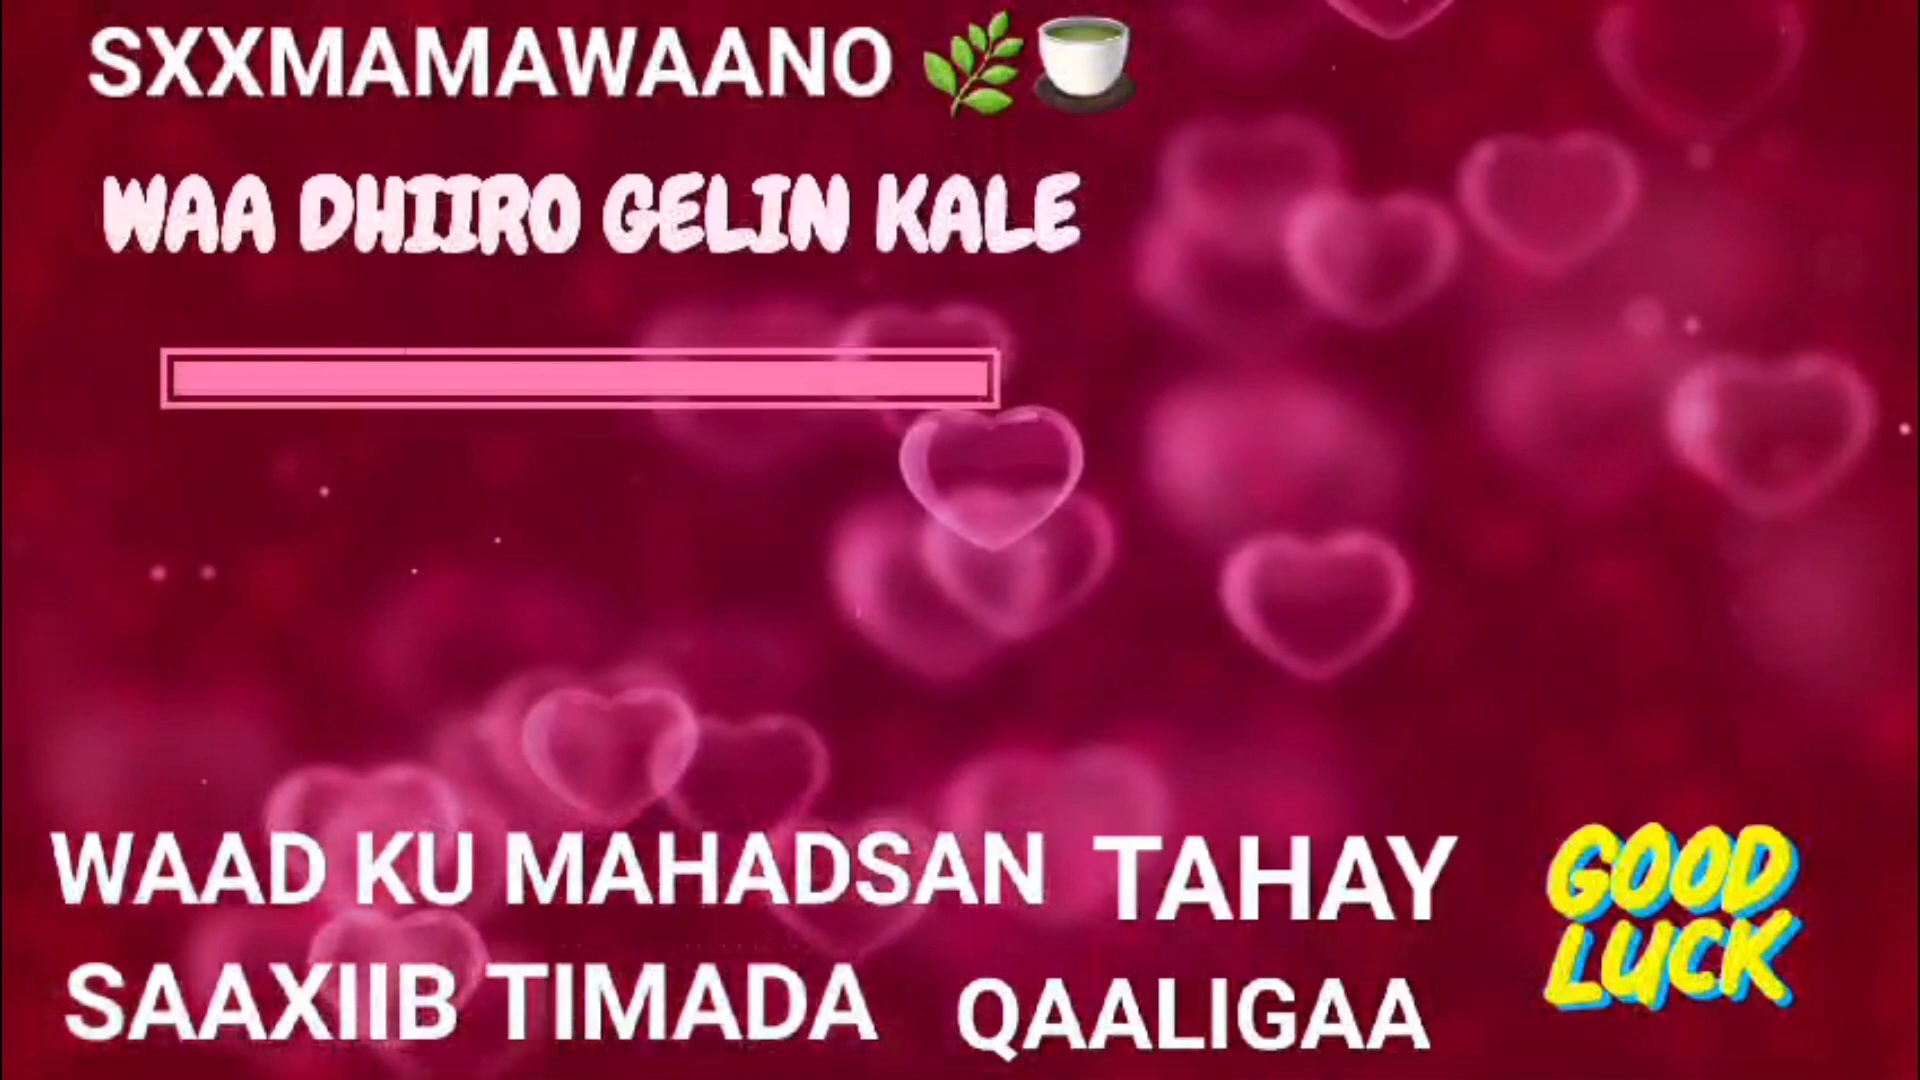 SXXMAMAWAANO 🌿🍵
WAA DHIIRO GELIN KALE
WAAD KU MAHADSAN TAHAY
SAAXIIB TIMADA QAALIGAA
GOOD
LUCK